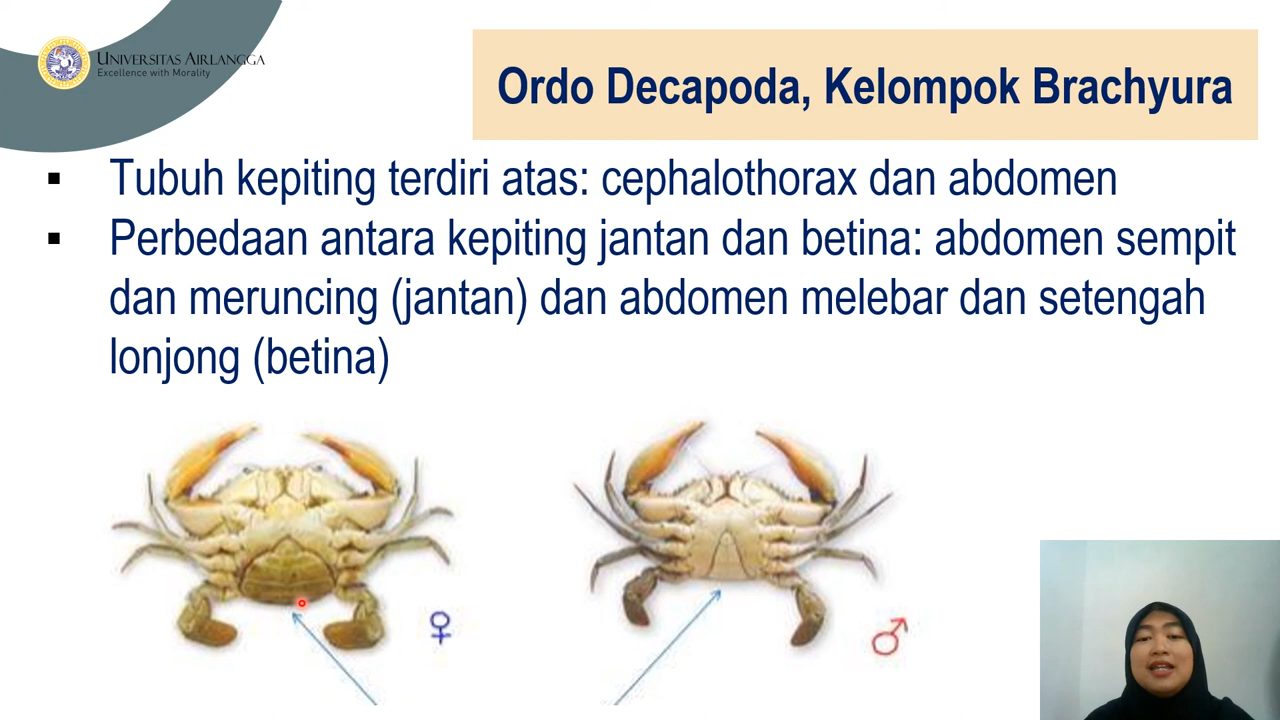 UNIVERSITAS AIRLANGGA
Excellence with Morality
Ordo Decapoda, Kelompok Brachyura
▪ Tubuh kepiting terdiri atas: cephalothorax dan abdomen
▪ Perbedaan antara kepiting jantan dan betina: abdomen sempit
dan meruncing (jantan) dan abdomen melebar dan setengah
lonjong (betina)
♀
♂